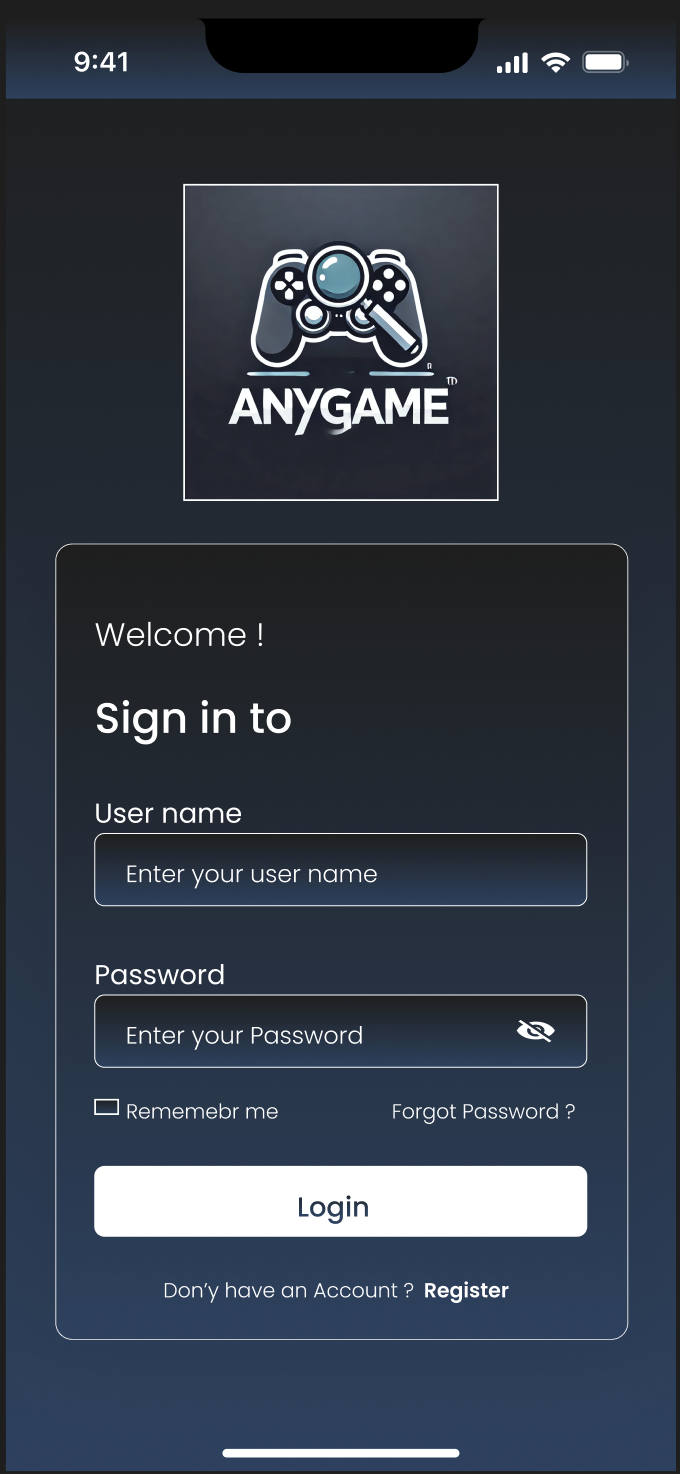 9:41
ANYGAME
Welcome !
Sign in to
User name
Enter your user name
Password
Enter your Password
Rememebr me Forgot Password ?
Login
Don’y have an Account ? Register